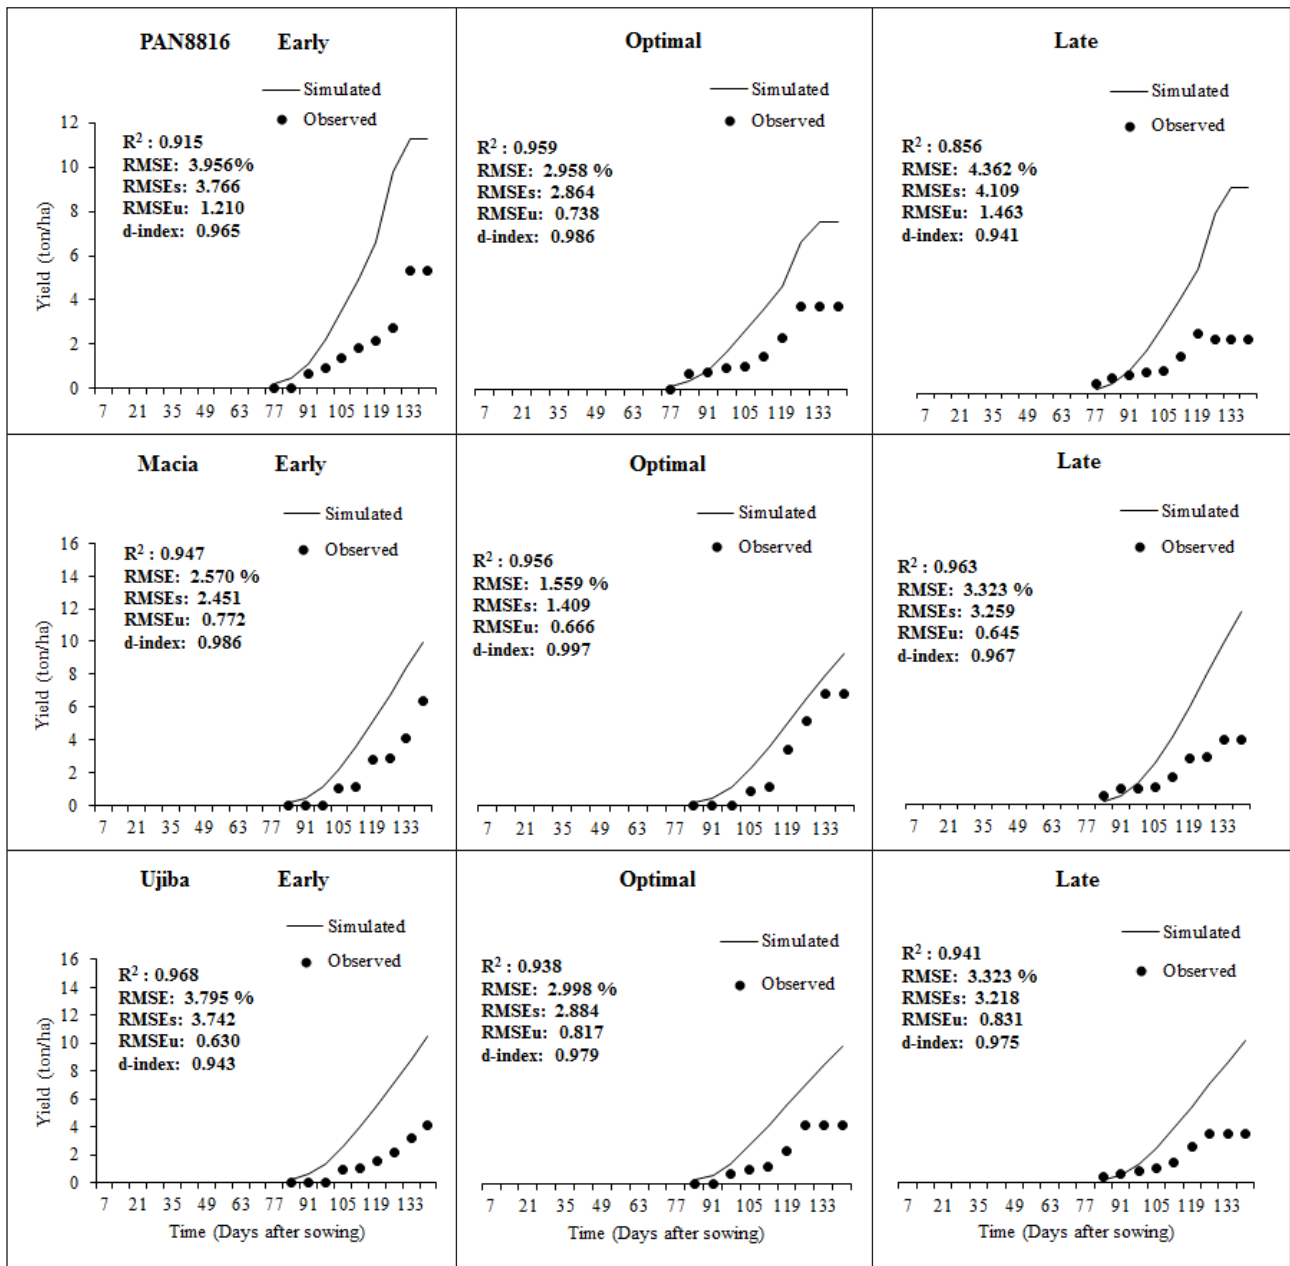 PAN8816 Early
Simulated
Observed
R² : 0.915
RMSE: 3.956%
RMSEs: 3.766
RMSEu: 1.210
d-index: 0.965
Yield (ton/ha)
12
10
8
6
4
2
0
7 21 35 49 63 77 91 105 119 133
Optimal
Simulated
Observed
R² : 0.959
RMSE: 2.958 %
RMSEs: 2.864
RMSEu: 0.738
d-index: 0.986
7 21 35 49 63 77 91 105 119 133
Late
Simulated
Observed
R² : 0.856
RMSE: 4.362 %
RMSEs: 4.109
RMSEu: 1.463
d-index: 0.941
7 21 35 49 63 77 91 105 119 133
Macia Early
Simulated
Observed
R² : 0.947
RMSE: 2.570 %
RMSEs: 2.451
RMSEu: 0.772
d-index: 0.986
Yield (ton/ha)
16
14
12
10
8
6
4
2
0
7 21 35 49 63 77 91 105 119 133
Optimal
Simulated
Observed
R² : 0.956
RMSE: 1.559 %
RMSEs: 1.409
RMSEu: 0.666
d-index: 0.997
7 21 35 49 63 77 91 105 119 133
Late
Simulated
Observed
R² : 0.963
RMSE: 3.323 %
RMSEs: 3.259
RMSEu: 0.645
d-index: 0.967
7 21 35 49 63 77 91 105 119 133
Ujiba Early
Simulated
Observed
R² : 0.968
RMSE: 3.795 %
RMSEs: 3.742
RMSEu: 0.630
d-index: 0.943
Yield (ton/ha)
16
14
12
10
8
6
4
2
0
7 21 35 49 63 77 91 105 119 133
Time (Days after sowing)
Optimal
Simulated
Observed
R² : 0.938
RMSE: 2.998 %
RMSEs: 2.884
RMSEu: 0.817
d-index: 0.979
7 21 35 49 63 77 91 105 119 133
Time (Days after sowing)
Late
Simulated
Observed
R² : 0.941
RMSE: 3.323 %
RMSEs: 3.218
RMSEu: 0.831
d-index: 0.975
7 21 35 49 63 77 91 105 119 133
Time (Days after sowing)